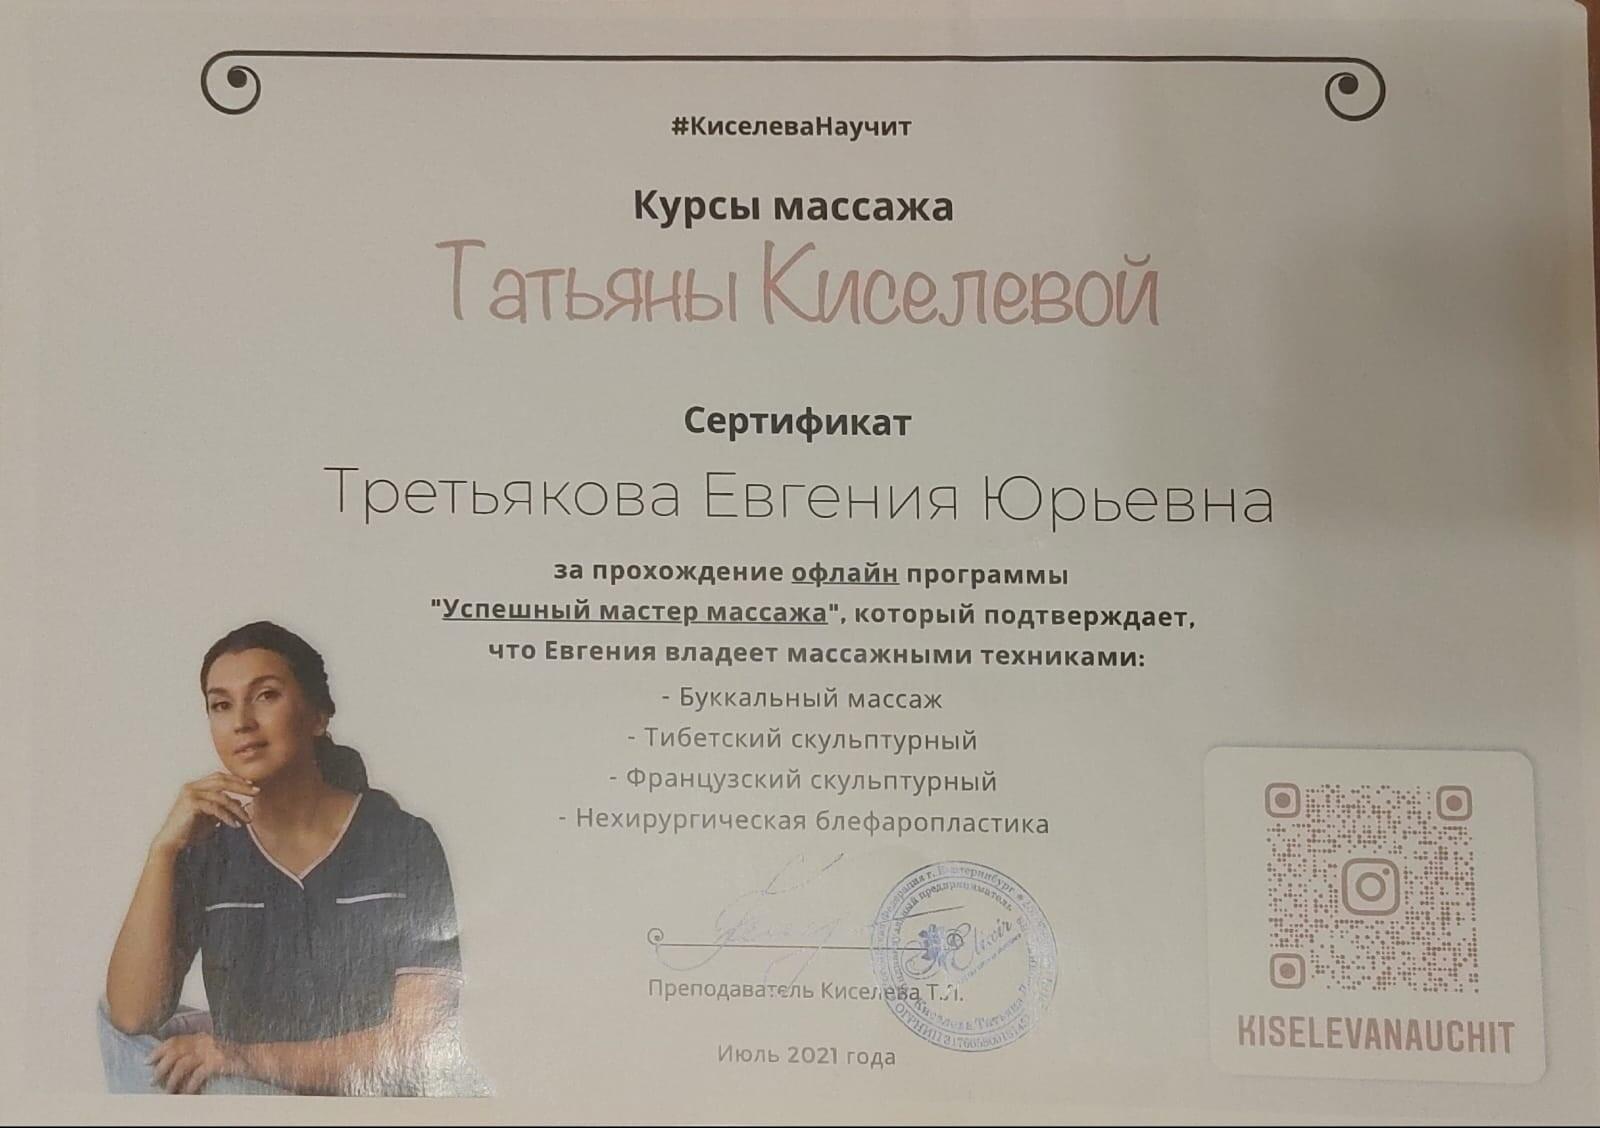 #КиселеваНаучит
Курсы массажа
Татьяны Киселевой
Сертификат
Третьякова Евгения Юрьевна
за прохождение офлайн программы
"Успешный мастер массажа", который подтверждает,
что Евгения владеет массажными техниками:
- Буккальный массаж
- Тибетский скульптурный
- Французский скульптурный
- Нехирургическая блефаропластика
Elixir
Преподаватель Киселева Т.Л.
Июль 2021 года
KISELEVANAUCHIT